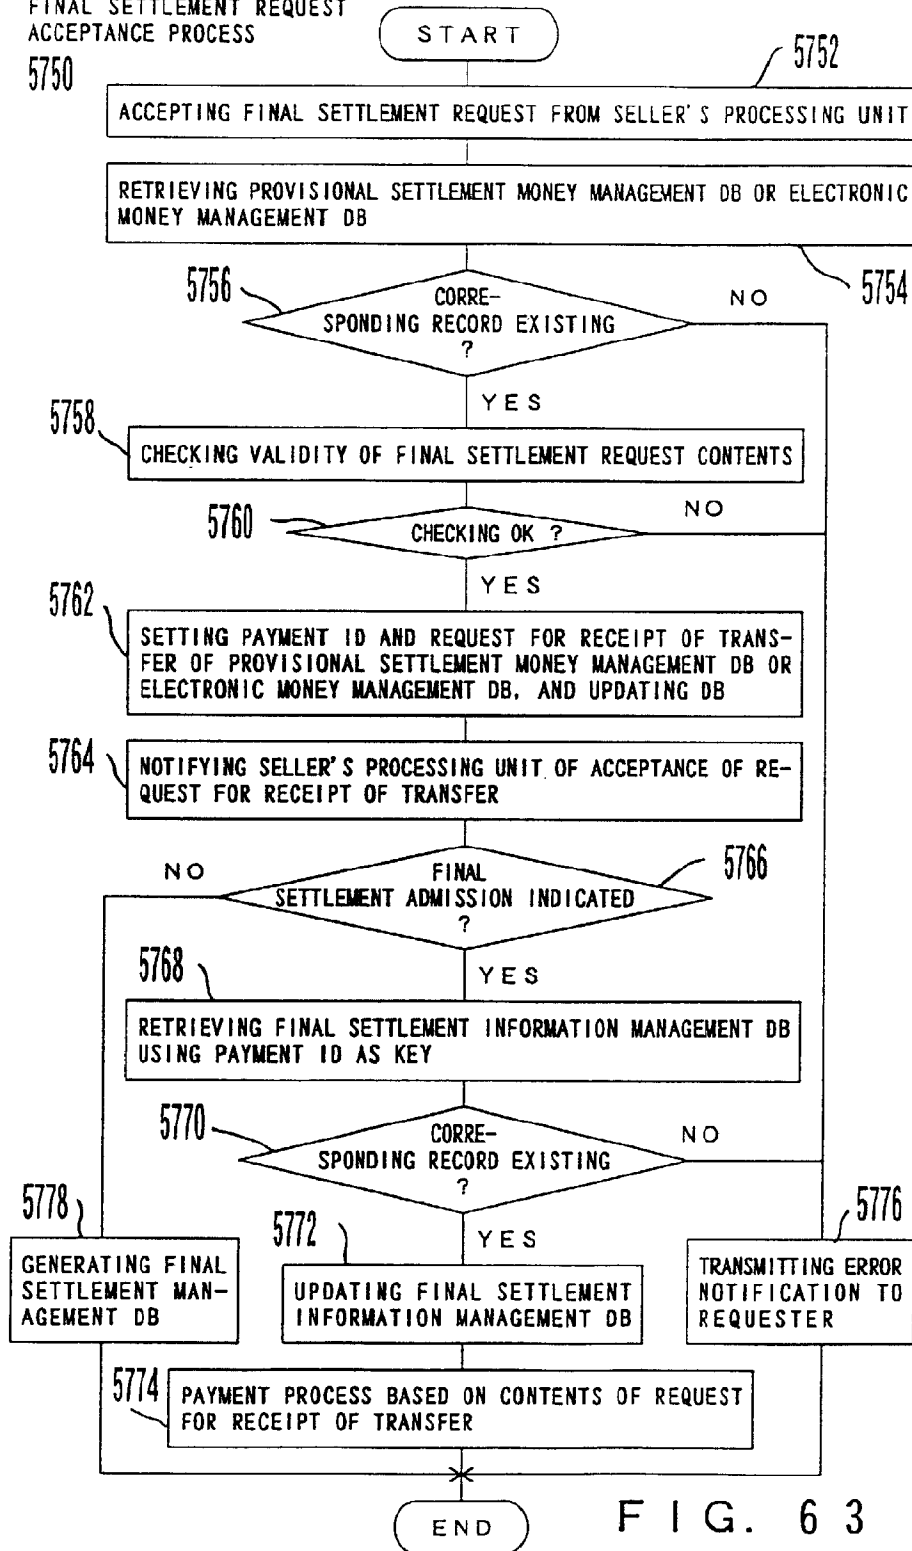 FINAL SETTLEMENT REQUEST
ACCEPTANCE PROCESS
5750
START
5752
ACCEPTING FINAL SETTLEMENT REQUEST FROM SELLER'S PROCESSING UNIT
RETRIEVING PROVISIONAL SETTLEMENT MONEY MANAGEMENT DB OR ELECTRONIC
MONEY MANAGEMENT DB
5754
5756
CORRE-
SPONDING RECORD EXISTING
?
NO
YES
5758
CHECKING VALIDITY OF FINAL SETTLEMENT REQUEST CONTENTS
5760
CHECKING OK ?
NO
YES
5762
SETTING PAYMENT ID AND REQUEST FOR RECEIPT OF TRANS-
FER OF PROVISIONAL SETTLEMENT MONEY MANAGEMENT DB OR
ELECTRONIC MONEY MANAGEMENT DB, AND UPDATING DB
5764
NOTIFYING SELLER'S PROCESSING UNIT OF ACCEPTANCE OF RE-
QUEST FOR RECEIPT OF TRANSFER
NO
FINAL
SETTLEMENT ADMISSION INDICATED
?
5766
YES
5768
RETRIEVING FINAL SETTLEMENT INFORMATION MANAGEMENT DB
USING PAYMENT ID AS KEY
5770
CORRE-
SPONDING RECORD EXISTING
?
NO
YES
5778
GENERATING FINAL
SETTLEMENT MAN-
AGEMENT DB
5772
UPDATING FINAL SETTLEMENT
INFORMATION MANAGEMENT DB
5776
TRANSMITTING ERROR
NOTIFICATION TO
REQUESTER
5774
PAYMENT PROCESS BASED ON CONTENTS OF REQUEST
FOR RECEIPT OF TRANSFER
END
FIG. 63